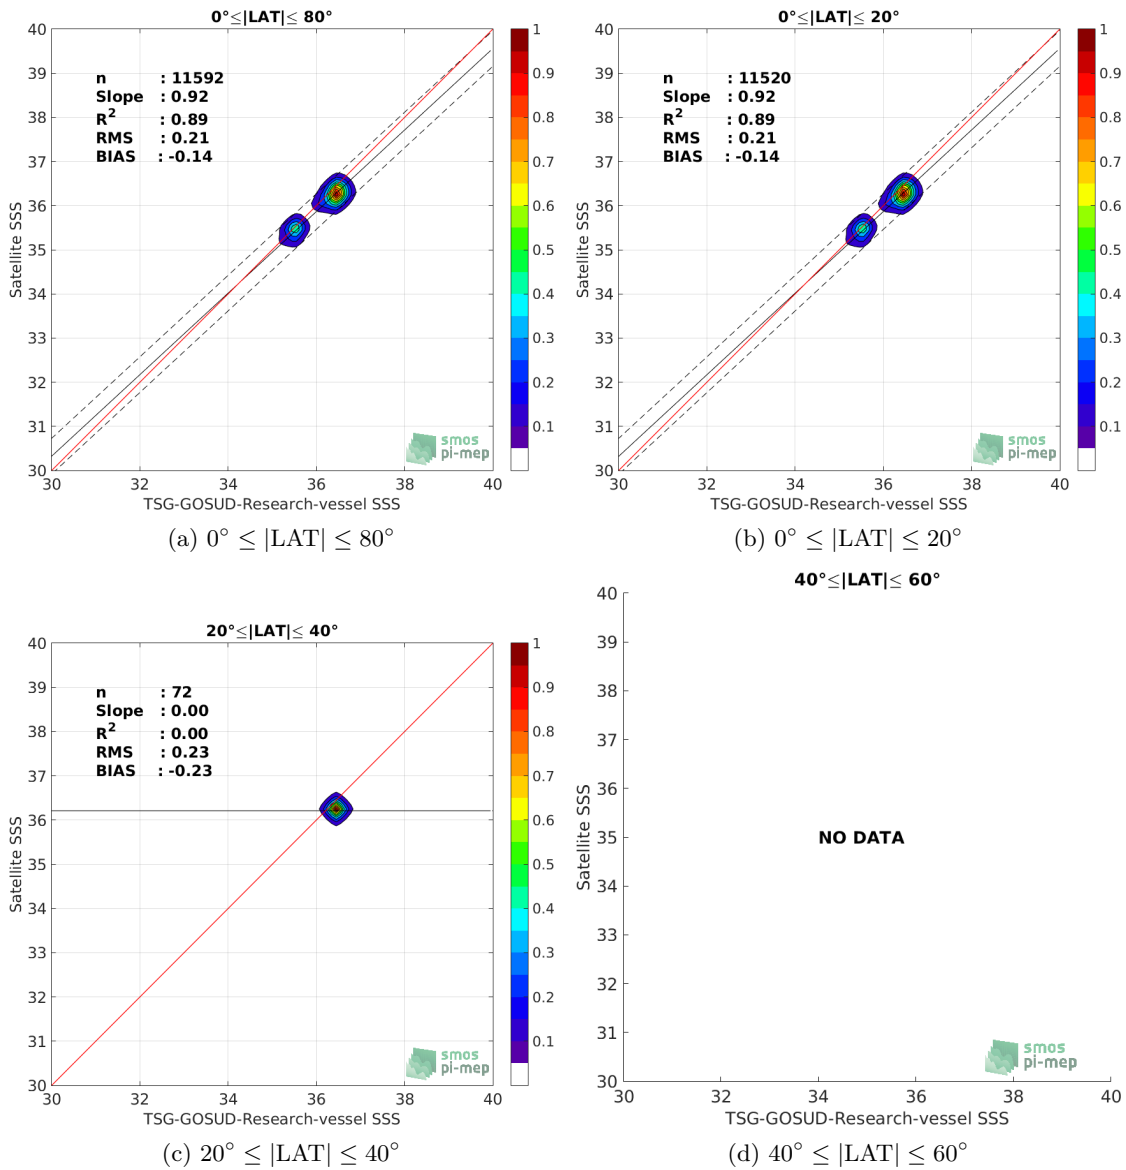 0°≤|LAT|≤ 80°
40
39
38
37
36
35
34
33
32
31
30
Satellite SSS
n : 11592
Slope : 0.92
R² : 0.89
RMS : 0.21
BIAS : -0.14
smos
pi-mep
30 32 34 36 38 40
TSG-GOSUD-Research-vessel SSS
1
0.9
0.8
0.7
0.6
0.5
0.4
0.3
0.2
0.1
(a) 0° ≤ |LAT| ≤ 80°
0°≤|LAT|≤ 20°
40
39
38
37
36
35
34
33
32
31
30
Satellite SSS
n : 11520
Slope : 0.92
R² : 0.89
RMS : 0.21
BIAS : -0.14
smos
pi-mep
30 32 34 36 38 40
TSG-GOSUD-Research-vessel SSS
1
0.9
0.8
0.7
0.6
0.5
0.4
0.3
0.2
0.1
(b) 0° ≤ |LAT| ≤ 20°
20°≤|LAT|≤ 40°
40
39
38
37
36
35
34
33
32
31
30
Satellite SSS
n : 72
Slope : 0.00
R² : 0.00
RMS : 0.23
BIAS : -0.23
smos
pi-mep
30 32 34 36 38 40
TSG-GOSUD-Research-vessel SSS
1
0.9
0.8
0.7
0.6
0.5
0.4
0.3
0.2
0.1
(c) 20° ≤ |LAT| ≤ 40°
40°≤|LAT|≤ 60°
40
39
38
37
36
35
34
33
32
31
30
Satellite SSS
NO DATA
smos
pi-mep
30 32 34 36 38 40
TSG-GOSUD-Research-vessel SSS
(d) 40° ≤ |LAT| ≤ 60°